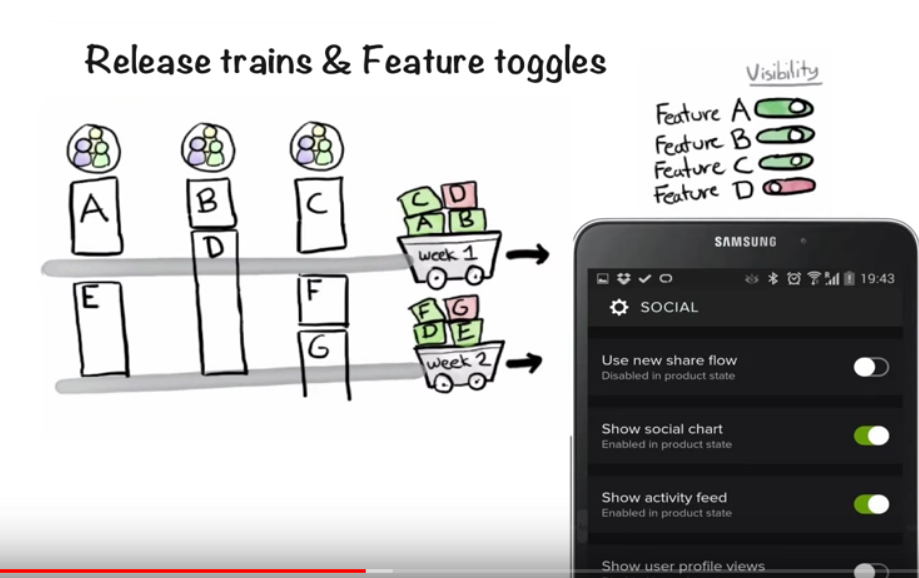 Release trains & Feature toggles
Visibility
Feature A
Feature B
Feature C
Feature D
A
B
C
D
E
F
G
C D
A B
week 1
F G
D E
week 2
SAMSUNG
19:43
SOCIAL
Use new share flow
Disabled in product state
Show social chart
Enabled in product state
Show activity feed
Enabled in product state
Show user profile views